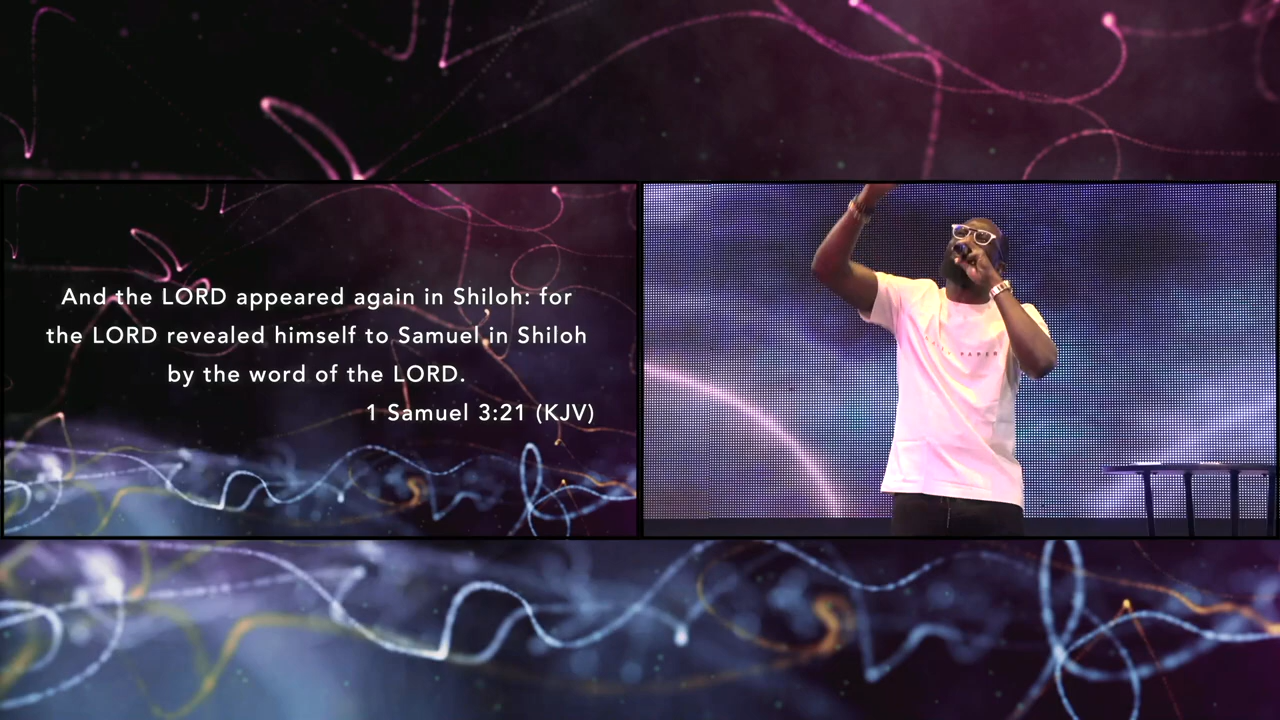 And the LORD appeared again in Shiloh: for
the LORD revealed himself to Samuel in Shiloh
by the word of the LORD.
1 Samuel 3:21 (KJV)
PAPER